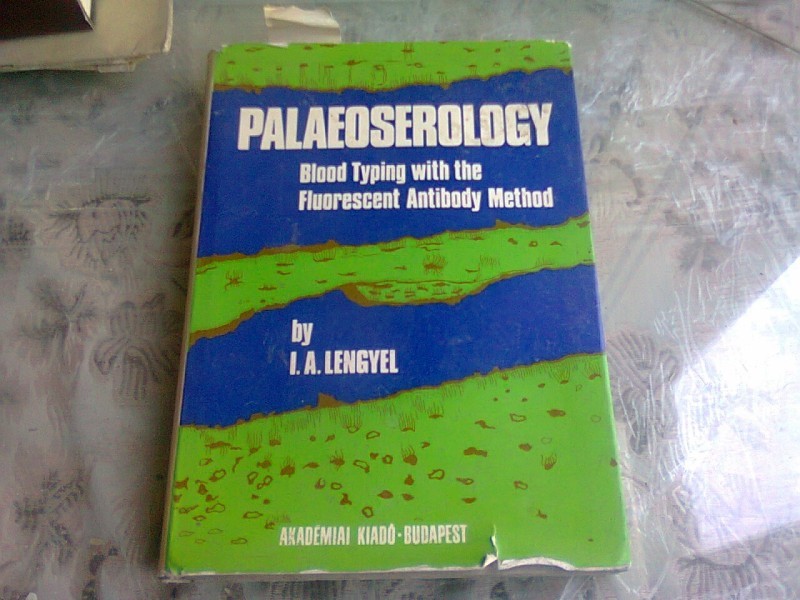 PALAEOSEROLOGY
Blood Typing with the
Fluorescent Antibody Method
by
I. A. LENGYEL
AKADÉMIAI KIADÓ · BUDAPEST